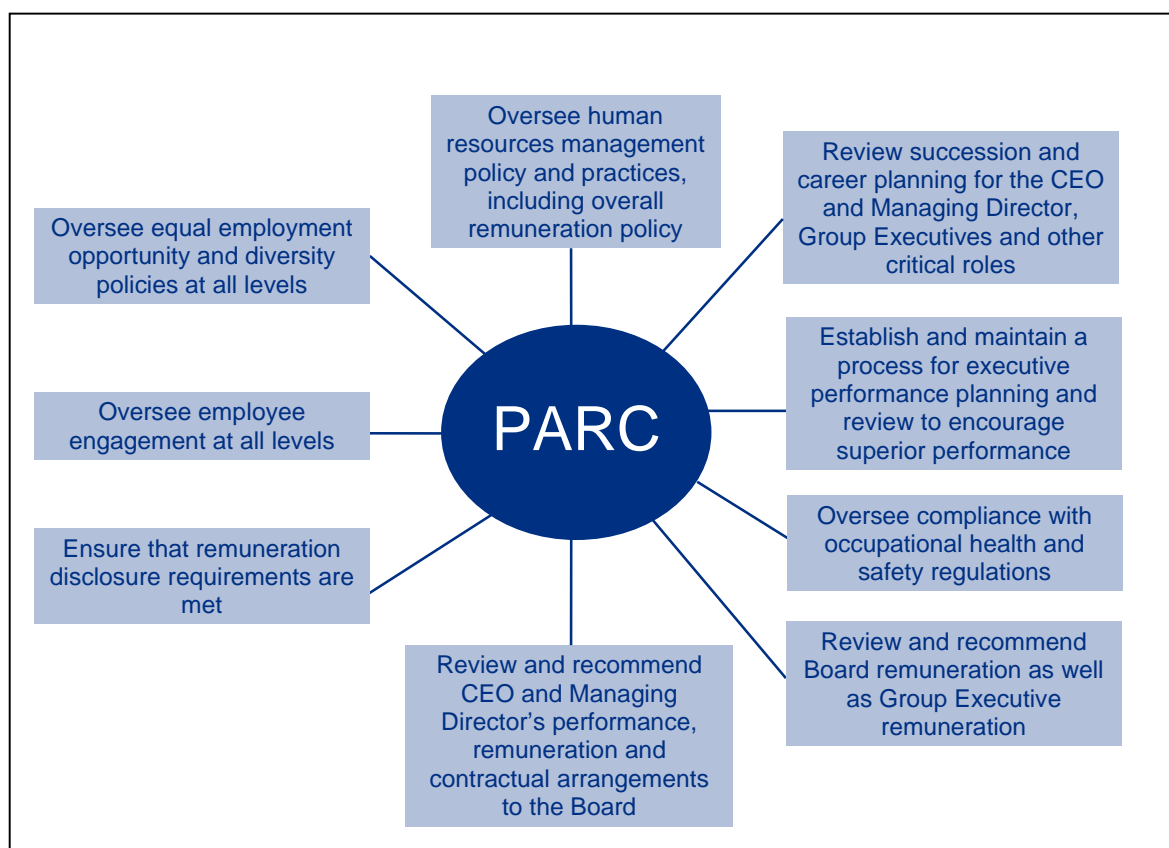 Oversee human
resources management
policy and practices,
including overall
remuneration policy
Review succession and
career planning for the CEO
and Managing Director,
Group Executives and other
critical roles
Oversee equal employment
opportunity and diversity
policies at all levels
Establish and maintain a
process for executive
performance planning and
review to encourage
superior performance
Oversee employee
engagement at all levels
PARC
Oversee compliance with
occupational health and
safety regulations
Ensure that remuneration
disclosure requirements are
met
Review and recommend
Board remuneration as well
as Group Executive
remuneration
Review and recommend
CEO and Managing
Director’s performance,
remuneration and
contractual arrangements
to the Board